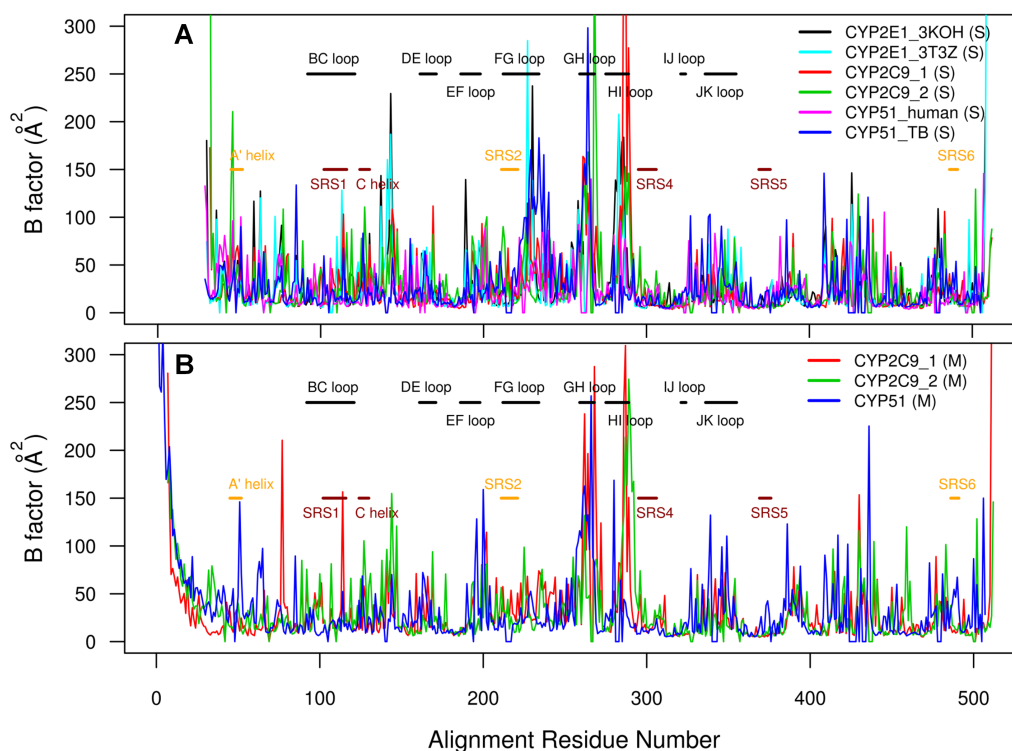 A
B factor (Å²)
300
250
200
150
100
50
0
CYP2E1_3KOH (S)
CYP2E1_3T3Z (S)
CYP2C9_1 (S)
CYP2C9_2 (S)
CYP51_human (S)
CYP51_TB (S)
BC loop
DE loop
FG loop
GH loop
IJ loop
EF loop
HI loop
JK loop
A' helix
SRS2
SRS6
SRS1
C helix
SRS4
SRS5
B
B factor (Å²)
300
250
200
150
100
50
0
CYP2C9_1 (M)
CYP2C9_2 (M)
CYP51 (M)
BC loop
DE loop
FG loop
GH loop
IJ loop
EF loop
HI loop
JK loop
A' helix
SRS2
SRS6
SRS1
C helix
SRS4
SRS5
0 100 200 300 400 500
Alignment Residue Number